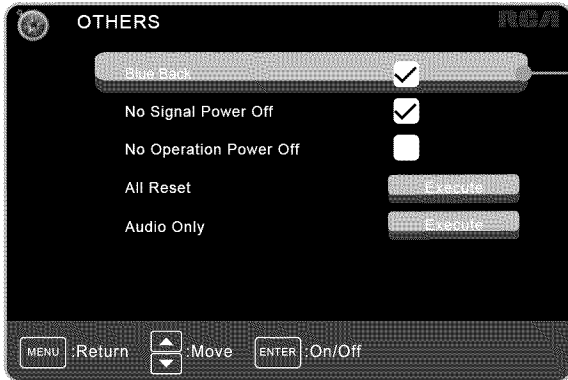 OTHERS RCA
Blue Back
No Signal Power Off
No Operation Power Off
All Reset Execute
Audio Only Execute
MENU :Return :Move ENTER :On/Off